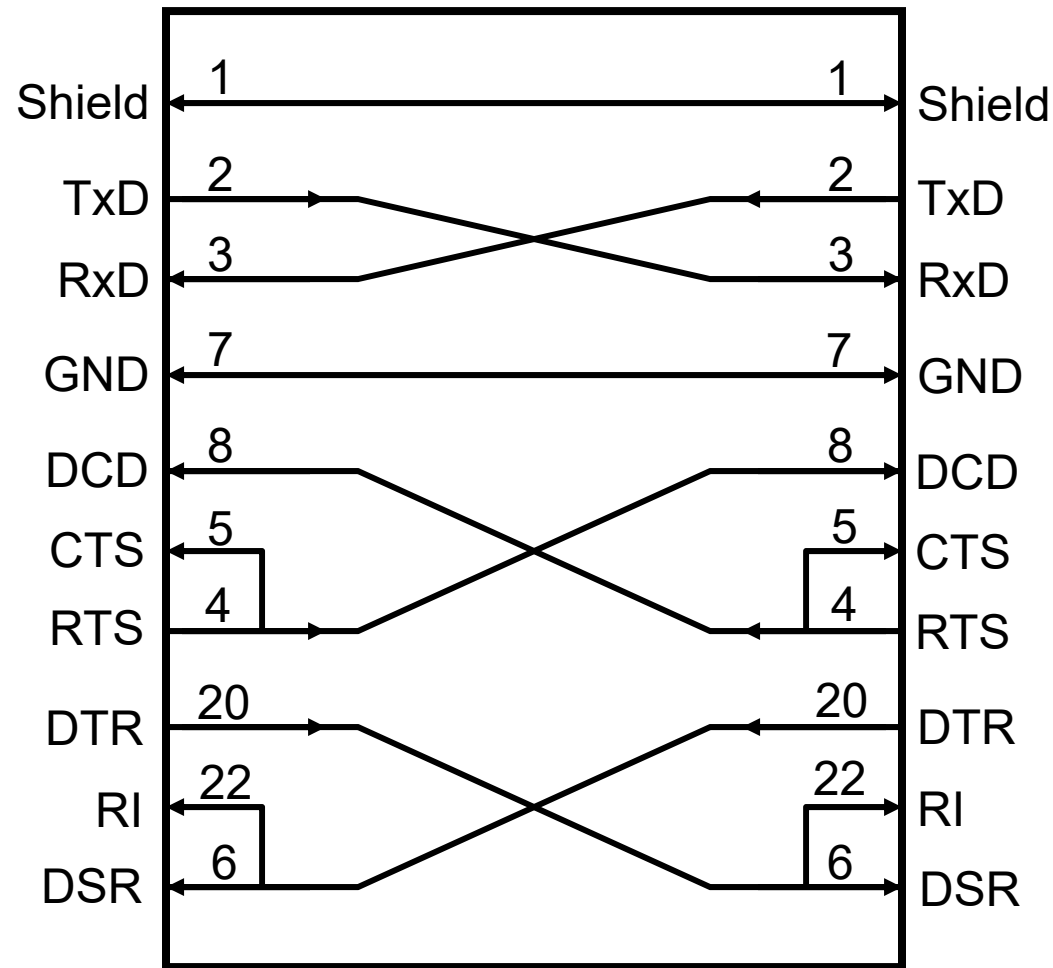 Shield 1 1 Shield
TxD 2 2 TxD
RxD 3 3 RxD
GND 7 7 GND
DCD 8 8 DCD
CTS 5 5 CTS
RTS 4 4 RTS
DTR 20 20 DTR
RI 22 22 RI
DSR 6 6 DSR